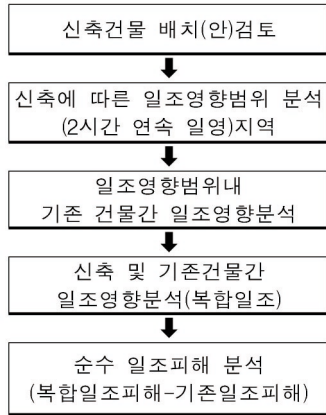 신축건물 배치(안)검토
신축에 따른 일조영향범위 분석
(2시간 연속 일영)지역
일조영향범위내
기존 건물간 일조영향분석
신축 및 기존건물간
일조영향분석(복합일조)
순수 일조피해 분석
(복합일조피해-기존일조피해)